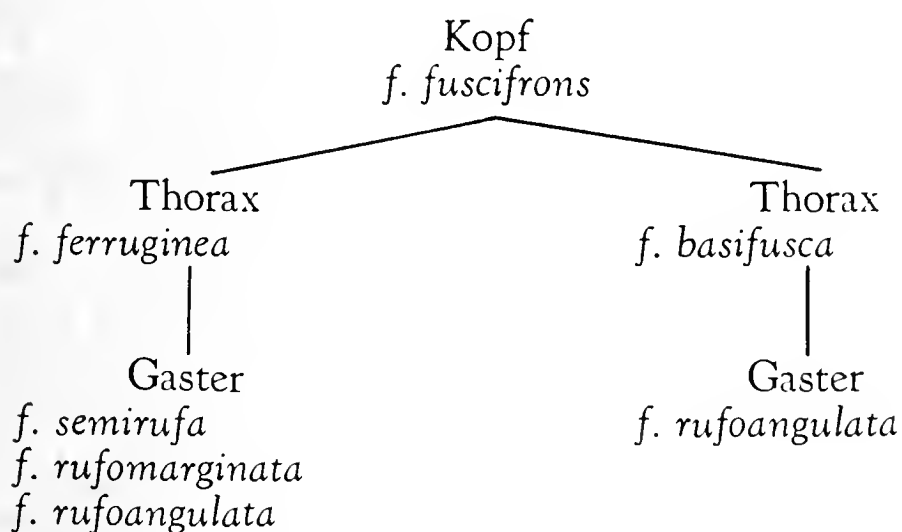 Kopf
f. fuscifrons
Thorax
f. ferruginea
Gaster
f. semirufa
f. rufomarginata
f. rufoangulata
Thorax
f. basifusca
Gaster
f. rufoangulata